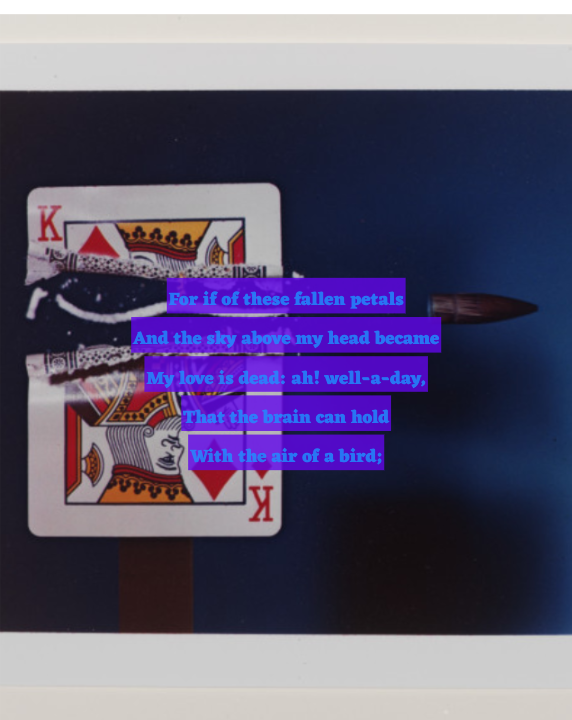 K
For if of these fallen petals
And the sky above my head became
My love is dead: ah! well-a-day,
That the brain can hold
With the air of a bird;
K